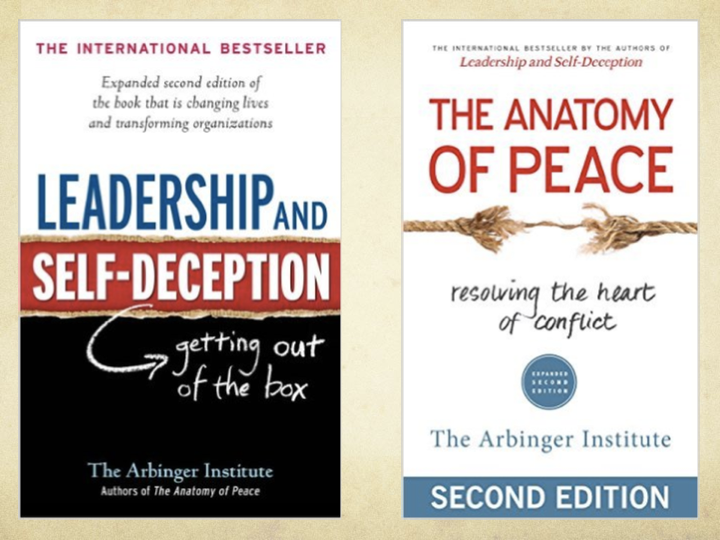 THE INTERNATIONAL BESTSELLER
Expanded second edition of
the book that is changing lives
and transforming organizations
LEADERSHIP AND
SELF-DECEPTION
getting out
of the box
The Arbinger Institute
Authors of The Anatomy of Peace
THE INTERNATIONAL BESTSELLER BY THE AUTHORS OF
Leadership and Self-Deception
THE ANATOMY
OF PEACE
resolving the heart
of conflict
EXPANDED
SECOND
EDITION
The Arbinger Institute
SECOND EDITION